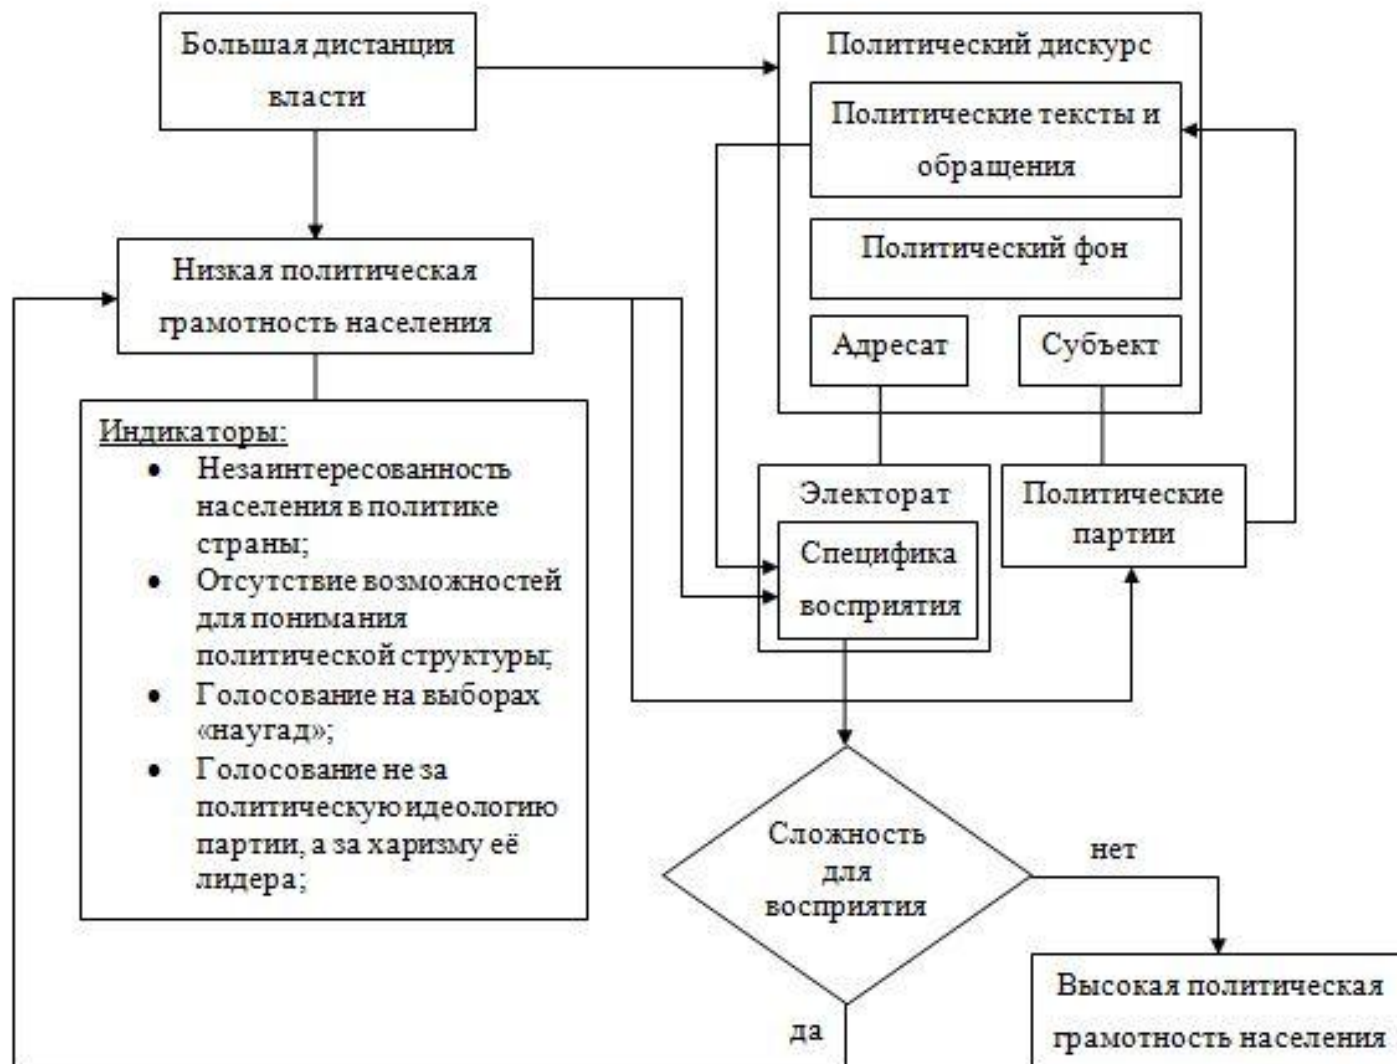 Большая дистанция
власти
Политический дискурс
Политические тексты и
обращения
Политический фон
Адресат
Субъект
Низкая политическая
грамотность населения
Индикаторы:
• Незаинтересованность
населения в политике
страны;
• Отсутствие возможностей
для понимания
политической структуры;
• Голосование на выборах
«наугад»;
• Голосование не за
политическую идеологию
партии, а за харизму её
лидера;
Электорат
Специфика
восприятия
Политические
партии
Сложность
для
восприятия
нет
да
Высокая политическая
грамотность населения